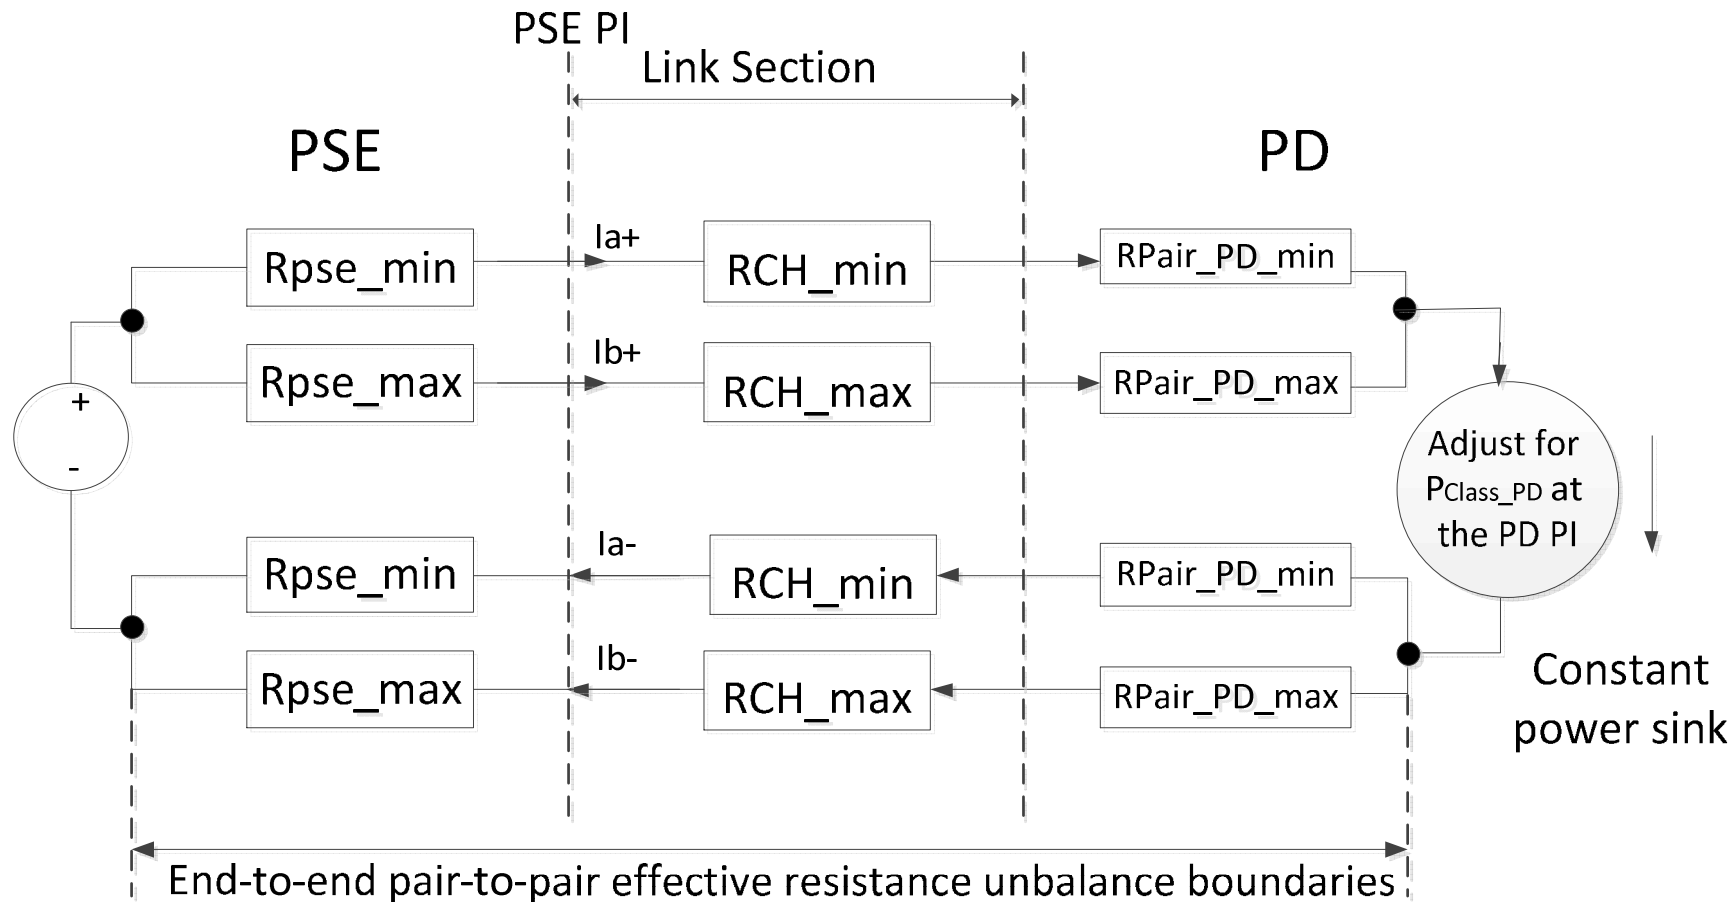 PSE PI
Link Section
PSE
PD
Ia+
Rpse_min
RCH_min
RPair_PD_min
Ib+
Rpse_max
RCH_max
RPair_PD_max
+
-
Adjust for
PClass_PD at
the PD PI
Ia-
Rpse_min
RCH_min
RPair_PD_min
Ib-
Rpse_max
RCH_max
RPair_PD_max
Constant
power sink
End-to-end pair-to-pair effective resistance unbalance boundaries